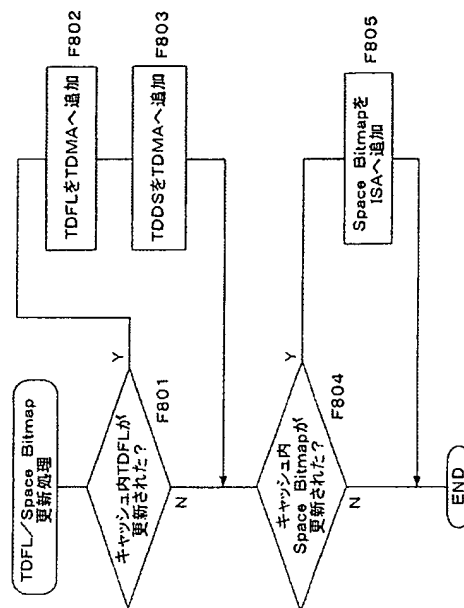 TDFL／Space Bitmap
更新処理
キャッシュ内TDFLが
更新された？
F801
Y
N
TDFLをTDMAへ追加
F802
TDDSをTDMAへ追加
F803
キャッシュ内
Space Bitmapが
更新された？
F804
Y
N
Space Bitmapを
ISAへ追加
F805
END